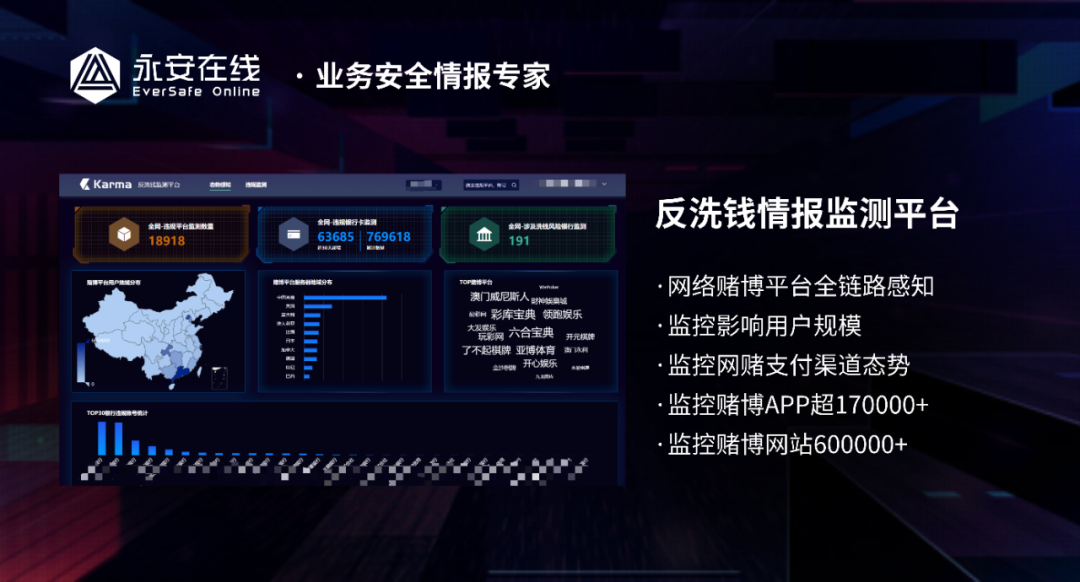 永安在线
EverSafe Online
· 业务安全情报专家
Karma 反洗钱监测平台
态势感知 违规监测
全网-违规平台监测数量
18918
全网-违规银行卡监测
63685 769618
全网-涉及洗钱风险银行监测
191
赌博平台用户地域分布
赌博平台服务器地域分布
TOP赌博平台
澳门威尼斯人
彩库宝典 领跑娱乐
大发娱乐
玩彩网 六合宝典 开元棋牌
了不起棋牌 亚博体育
开心娱乐
TOP30银行违规账号统计
反洗钱情报监测平台
·网络赌博平台全链路感知
·监控影响用户规模
·监控网赌支付渠道态势
·监控赌博APP超170000+
·监控赌博网站600000+